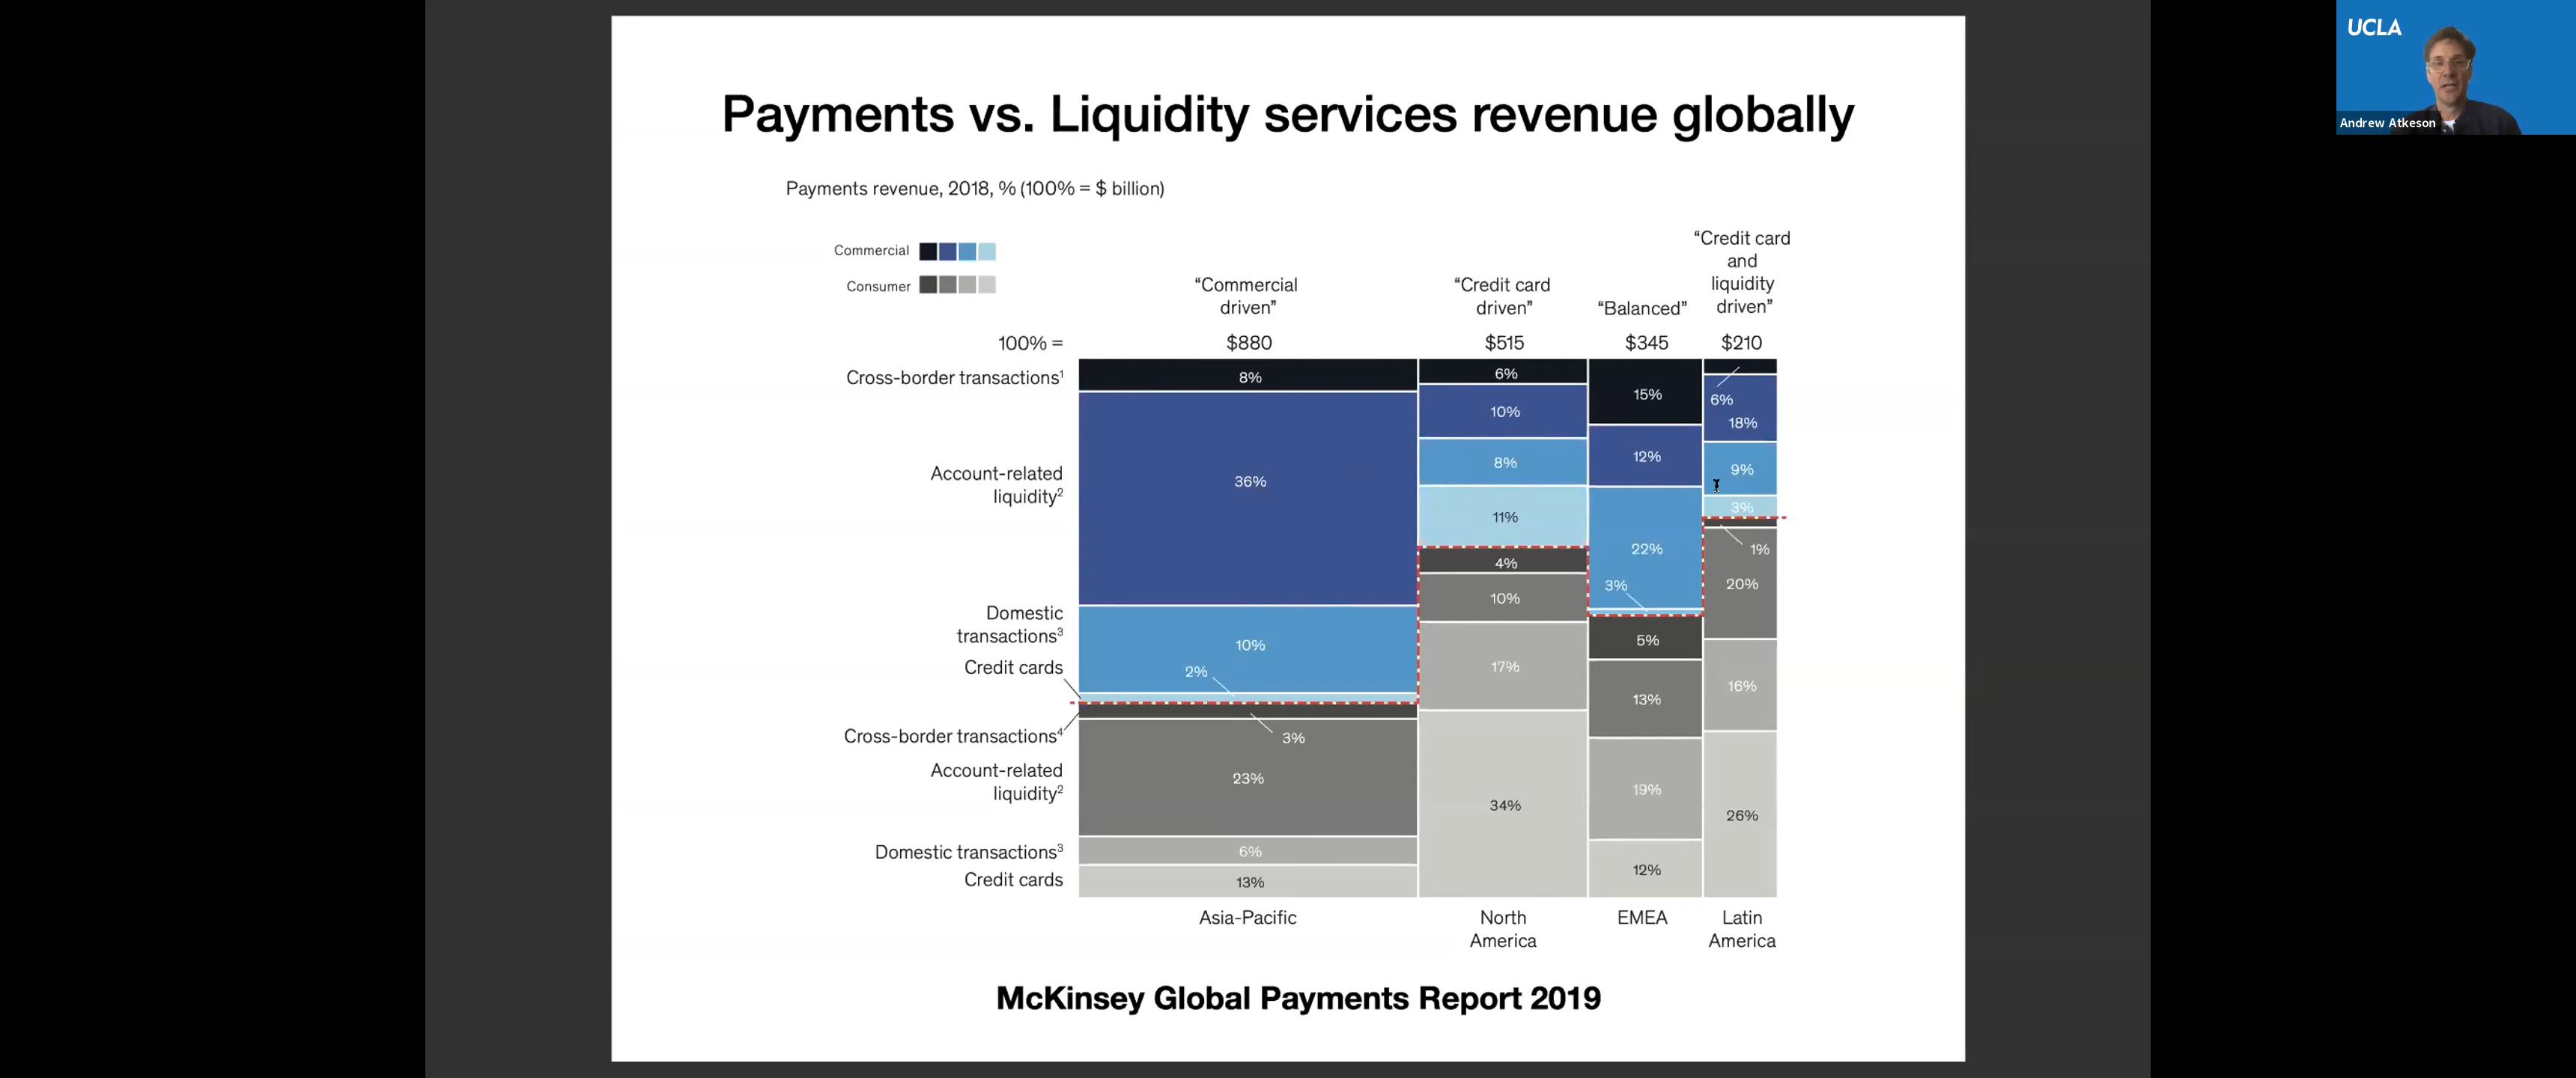 UCLA
Andrew Atkeson
Payments vs. Liquidity services revenue globally
Payments revenue, 2018, % (100% = $ billion)
Commercial
Consumer
“Commercial
driven”
“Credit card
driven”
“Balanced”
“Credit card
and
liquidity
driven”
100% =
$880
$515
$345
$210
Cross-border transactions¹
Account-related
liquidity²
Domestic
transactions³
Credit cards
Cross-border transactions⁴
Account-related
liquidity²
Domestic transactions³
Credit cards
8%
36%
10%
2%
3%
23%
6%
13%
6%
10%
8%
11%
4%
10%
17%
34%
15%
12%
22%
3%
5%
13%
19%
12%
6%
18%
9%
3%
1%
20%
16%
26%
Asia-Pacific
North
America
EMEA
Latin
America
McKinsey Global Payments Report 2019